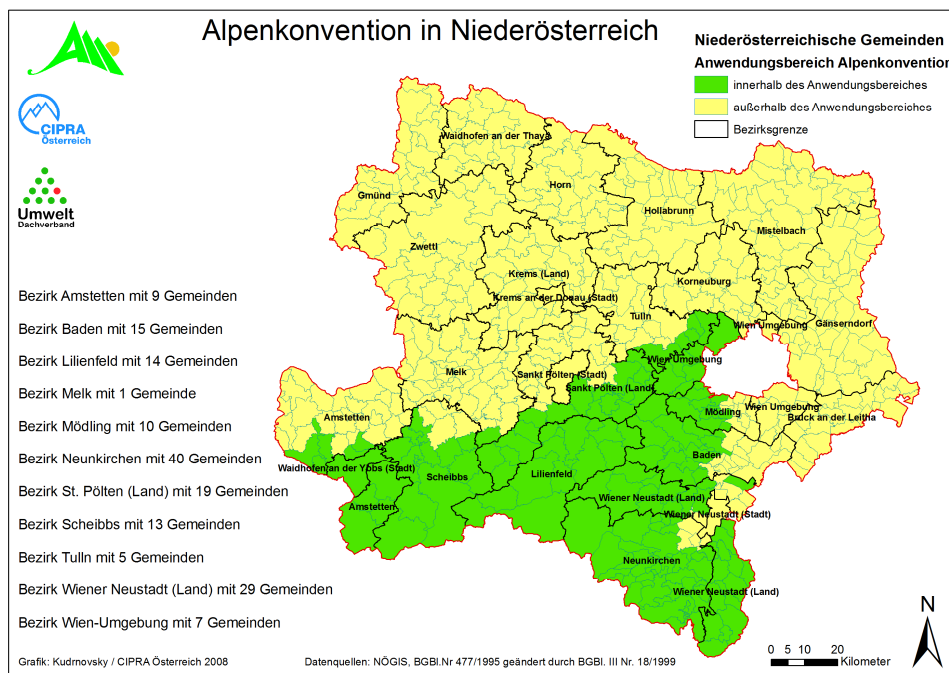 Alpenkonvention in Niederösterreich
Niederösterreichische Gemeinden
Anwendungsbereich Alpenkonvention
innerhalb des Anwendungsbereiches
außerhalb des Anwendungsbereiches
Bezirksgrenze
CIPRA
Österreich
Umwelt
Dachverband
Waidhofen an der Thaya
Gmünd
Horn
Hollabrunn
Mistelbach
Zwettl
Krems (Land)
Korneuburg
Krems an der Donau (Stadt)
Tulln
Wien Umgebung
Gänserndorf
Wien Umgebung
Melk
Sankt Pölten (Stadt)
Sankt Pölten (Land)
Amstetten
Mödling
Wien Umgebung
Bruck an der Leitha
Baden
Waidhofen an der Ybbs (Stadt)
Scheibbs
Lilienfeld
Wiener Neustadt (Land)
Amstetten
Wiener Neustadt (Stadt)
Neunkirchen
Wiener Neustadt (Land)
Bezirk Amstetten mit 9 Gemeinden
Bezirk Baden mit 15 Gemeinden
Bezirk Lilienfeld mit 14 Gemeinden
Bezirk Melk mit 1 Gemeinde
Bezirk Mödling mit 10 Gemeinden
Bezirk Neunkirchen mit 40 Gemeinden
Bezirk St. Pölten (Land) mit 19 Gemeinden
Bezirk Scheibbs mit 13 Gemeinden
Bezirk Tulln mit 5 Gemeinden
Bezirk Wiener Neustadt (Land) mit 29 Gemeinden
Bezirk Wien-Umgebung mit 7 Gemeinden
N
0 5 10 20
Kilometer
Grafik: Kudrnovsky / CIPRA Österreich 2008
Datenquellen: NÖGIS, BGBl.Nr 477/1995 geändert durch BGBl. III Nr. 18/1999